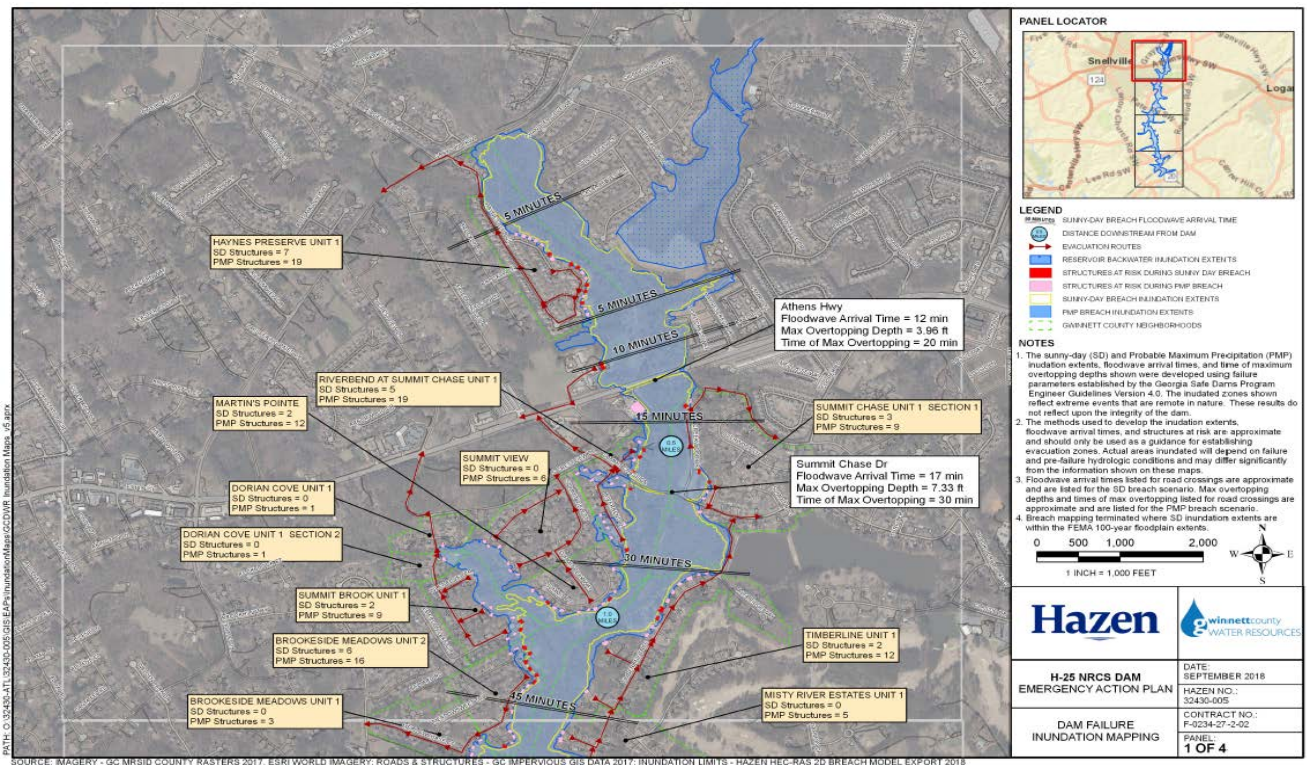 5 MINUTES
HAYNES PRESERVE UNIT 1
SD Structures = 7
PMP Structures = 19
5 MINUTES
Athens Hwy
Floodwave Arrival Time = 12 min
Max Overtopping Depth = 3.96 ft
Time of Max Overtopping = 20 min
10 MINUTES
RIVERBEND AT SUMMIT CHASE UNIT 1
SD Structures = 5
PMP Structures = 19
MARTIN'S POINTE
SD Structures = 2
PMP Structures = 12
15 MINUTES
SUMMIT CHASE UNIT 1 SECTION 1
SD Structures = 3
PMP Structures = 9
0.5
MILES
SUMMIT VIEW
SD Structures = 0
PMP Structures = 6
Summit Chase Dr
Floodwave Arrival Time = 17 min
Max Overtopping Depth = 7.33 ft
Time of Max Overtopping = 30 min
DORIAN COVE UNIT 1
SD Structures = 0
PMP Structures = 1
DORIAN COVE UNIT 1 SECTION 2
SD Structures = 0
PMP Structures = 1
30 MINUTES
SUMMIT BROOK UNIT 1
SD Structures = 2
PMP Structures = 9
1.0
MILES
BROOKESIDE MEADOWS UNIT 2
SD Structures = 6
PMP Structures = 16
TIMBERLINE UNIT 1
SD Structures = 2
PMP Structures = 12
45 MINUTES
BROOKESIDE MEADOWS UNIT 1
SD Structures = 0
PMP Structures = 3
MISTY RIVER ESTATES UNIT 1
SD Structures = 0
PMP Structures = 5
PANEL LOCATOR
Snellville
124
Logan
Lee Rd SW
LEGEND
SUNNY-DAY BREACH FLOODWAVE ARRIVAL TIME
DISTANCE DOWNSTREAM FROM DAM
EVACUATION ROUTES
RESERVOIR BACKWATER INUNDATION EXTENTS
STRUCTURES AT RISK DURING SUNNY DAY BREACH
STRUCTURES AT RISK DURING PMP BREACH
SUNNY-DAY BREACH INUNDATION EXTENTS
PMP BREACH INUNDATION EXTENTS
GWINNETT COUNTY NEIGHBORHOODS
NOTES
1. The sunny-day (SD) and Probable Maximum Precipitation (PMP)
inudation extents, floodwave arrival times, and time of maximum
overtopping depths shown were developed using failure
parameters established by the Georgia Safe Dams Program
Engineer Guidelines Version 4.0. The inudated zones shown
reflect extreme events that are remote in nature. These results do
not reflect upon the integrity of the dam.
2. The methods used to develop the inudation extents,
floodwave arrival times, and structures at risk are approximate
and should only be used as a guidance for establishing
evacuation zones. Actual areas inundated will depend on failure
and pre-failure hydrologic conditions and may differ significantly
from the information shown on these maps.
3. Floodwave arrival times listed for road crossings are approximate
and are listed for the SD breach scenario. Max overtopping
depths and times of max overtopping listed for road crossings are
approximate and are listed for the PMP breach scenario.
4. Breach mapping terminated where SD inundation extents are
within the FEMA 100-year floodplain extents.
0 500 1,000 2,000
1 INCH = 1,000 FEET
N
W E
S
Hazen
gwinnettcounty
WATER RESOURCES
H-25 NRCS DAM
EMERGENCY ACTION PLAN
DATE:
SEPTEMBER 2018
HAZEN NO.:
32430-005
DAM FAILURE
INUNDATION MAPPING
CONTRACT NO.:
F-0234-27-2-02
PANEL:
1 OF 4
PATH: O:\32430-ATL\32430-005\GIS\EAPs\InundationMaps\GCDWR Inundation Maps_v5.aprx
SOURCE: IMAGERY - GC MRSID COUNTY RASTERS 2017, ESRI WORLD IMAGERY; ROADS & STRUCTURES - GC IMPERVIOUS GIS DATA 2017; INUNDATION LIMITS - HAZEN HEC-RAS 2D BREACH MODEL EXPORT 2018